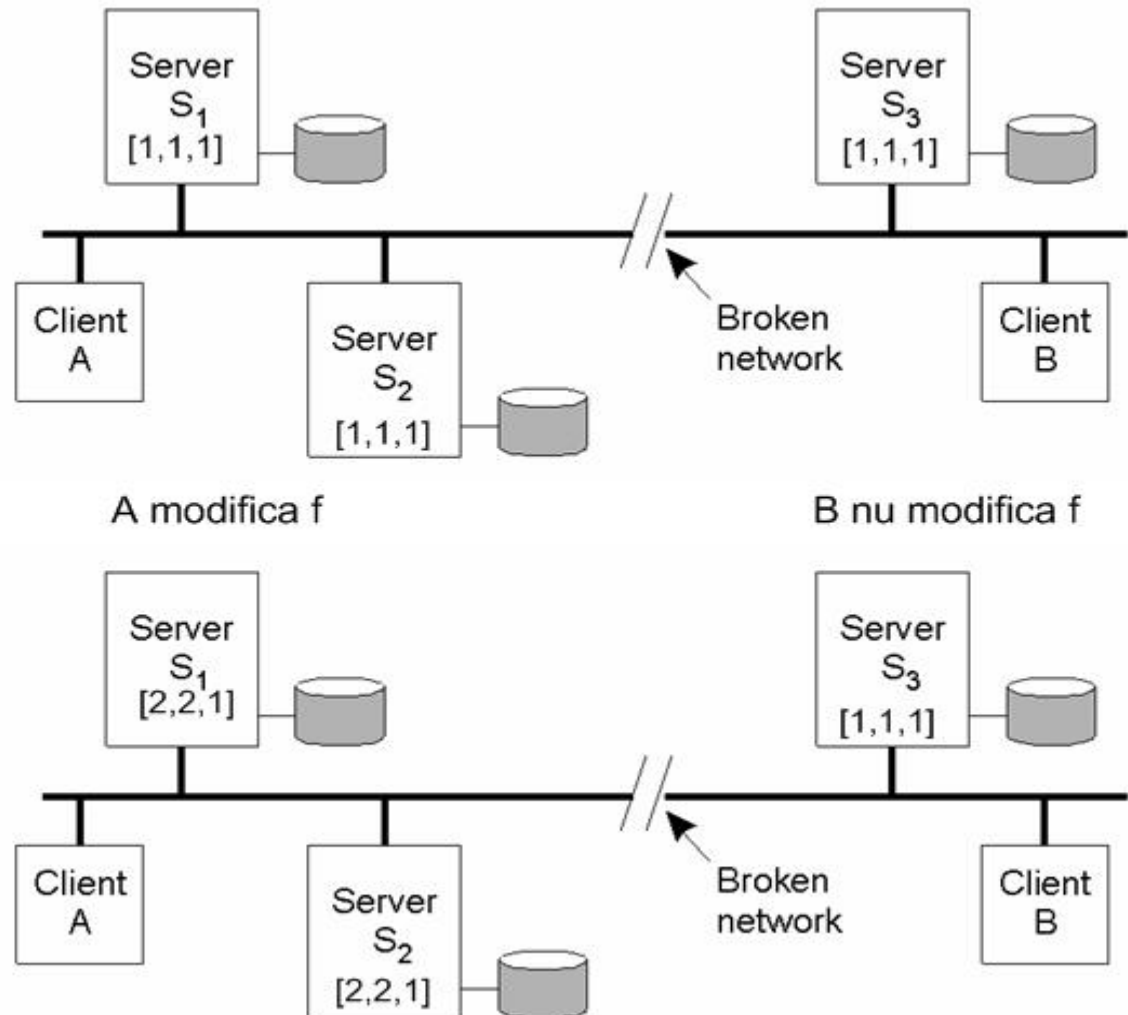 Server
S1
[1,1,1]
Server
S3
[1,1,1]
Client
A
Server
S2
[1,1,1]
Broken
network
Client
B
A modifica f
B nu modifica f
Server
S1
[2,2,1]
Server
S3
[1,1,1]
Client
A
Server
S2
[2,2,1]
Broken
network
Client
B